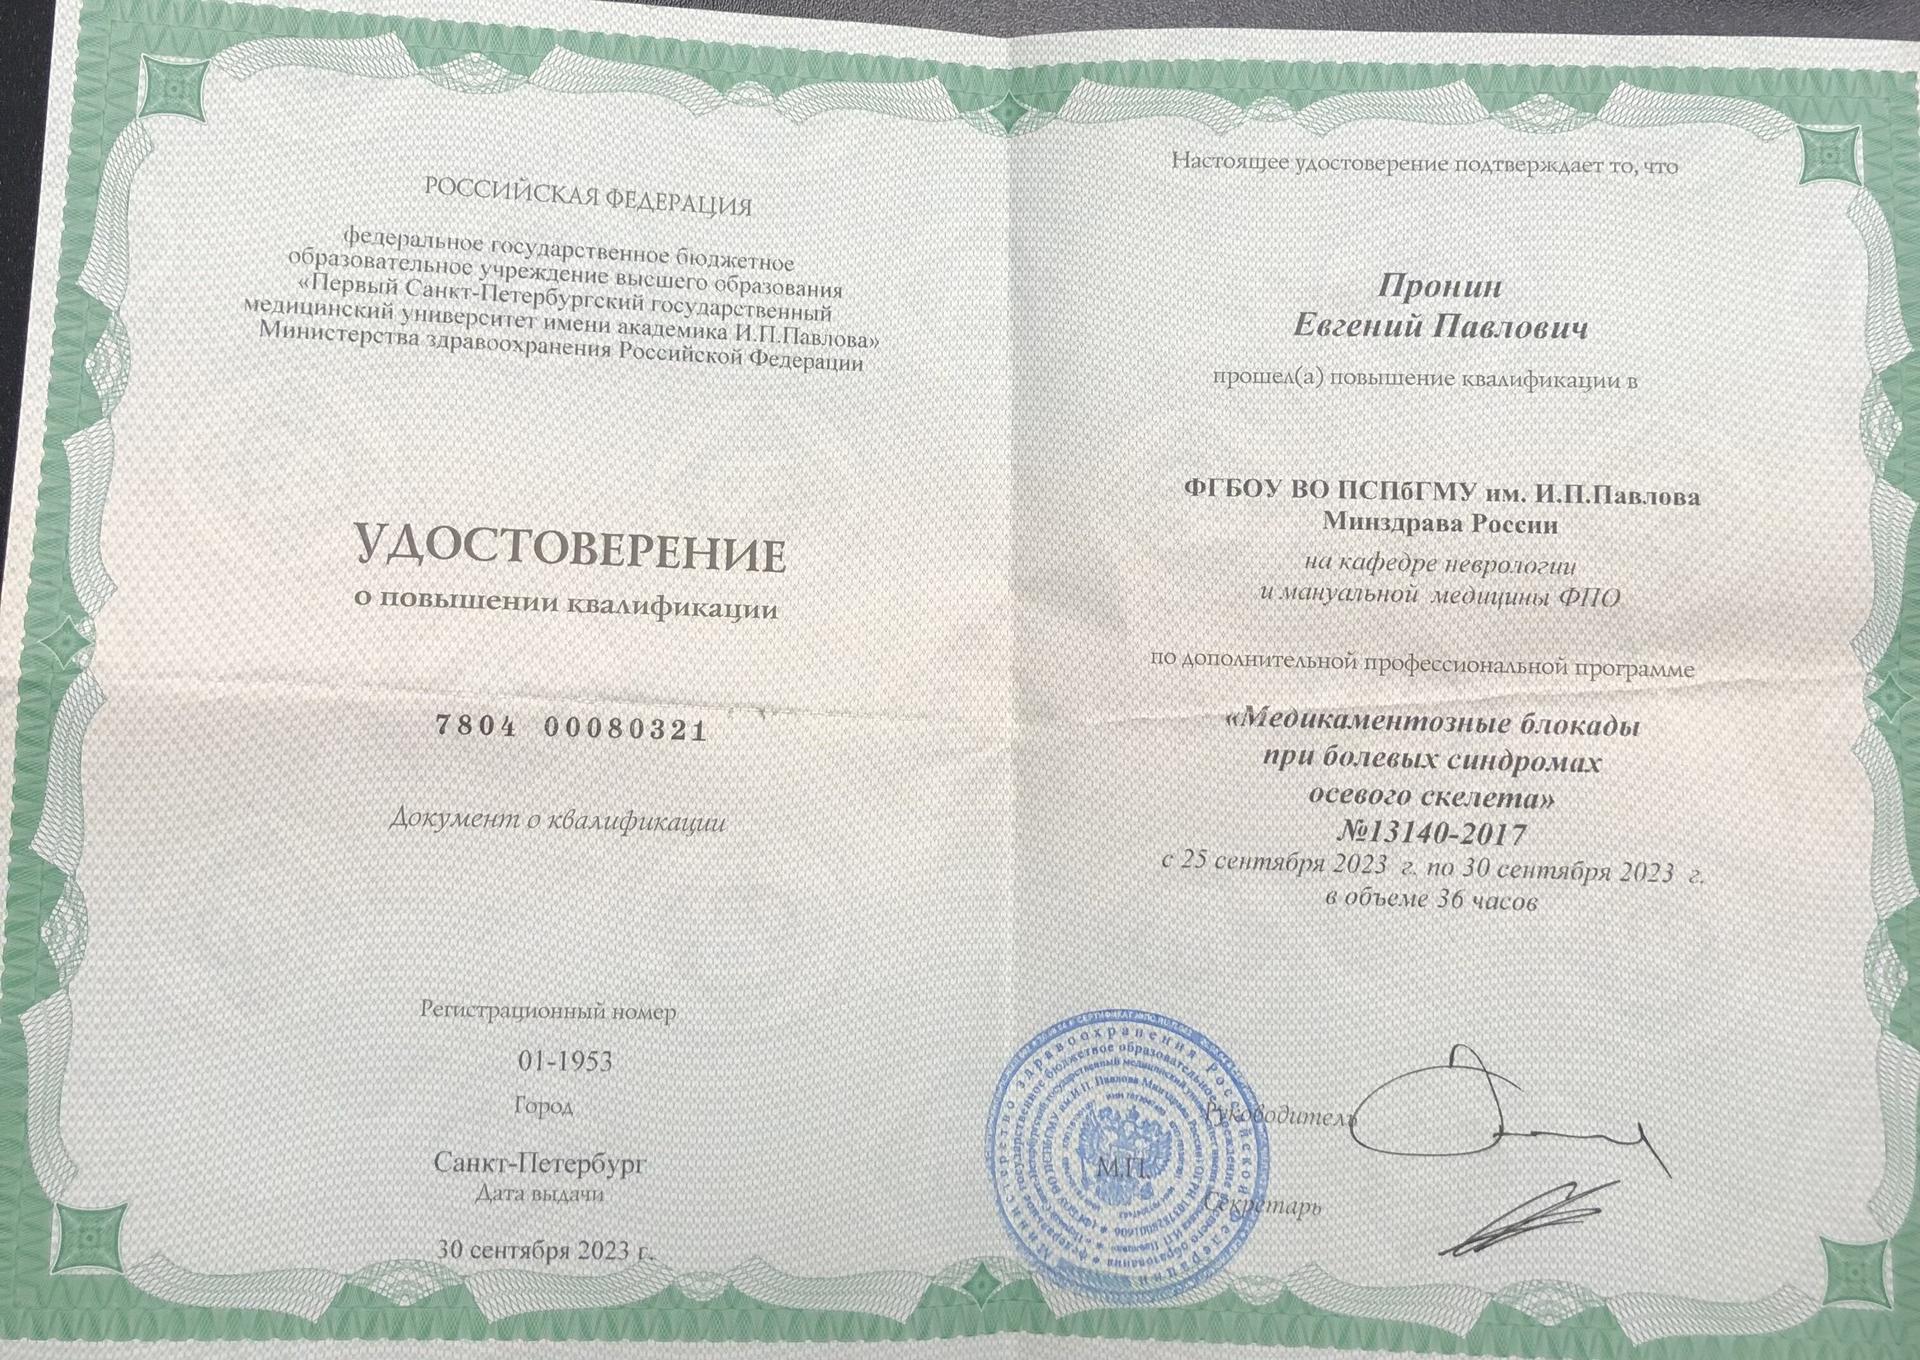 РОССИЙСКАЯ ФЕДЕРАЦИЯ
федеральное государственное бюджетное
образовательное учреждение высшего образования
«Первый Санкт-Петербургский государственный
медицинский университет имени академика И.П.Павлова»
Министерства здравоохранения Российской Федерации
УДОСТОВЕРЕНИЕ
о повышении квалификации
7804 00080321
Документ о квалификации
Регистрационный номер
01-1953
Город
Санкт-Петербург
Дата выдачи
30 сентября 2023 г.
Настоящее удостоверение подтверждает то, что
Пронин
Евгений Павлович
прошел(а) повышение квалификации в
ФГБОУ ВО ПСПбГМУ им. И.П.Павлова
Минздрава России
на кафедре неврологии
и мануальной медицины ФПО
по дополнительной профессиональной программе
«Медикаментозные блокады
при болевых синдромах
осевого скелета»
№13140-2017
с 25 сентября 2023 г. по 30 сентября 2023 г.
в объеме 36 часов
Руководитель
М.П.
Секретарь
Министерство здравоохранения Российской Федерации